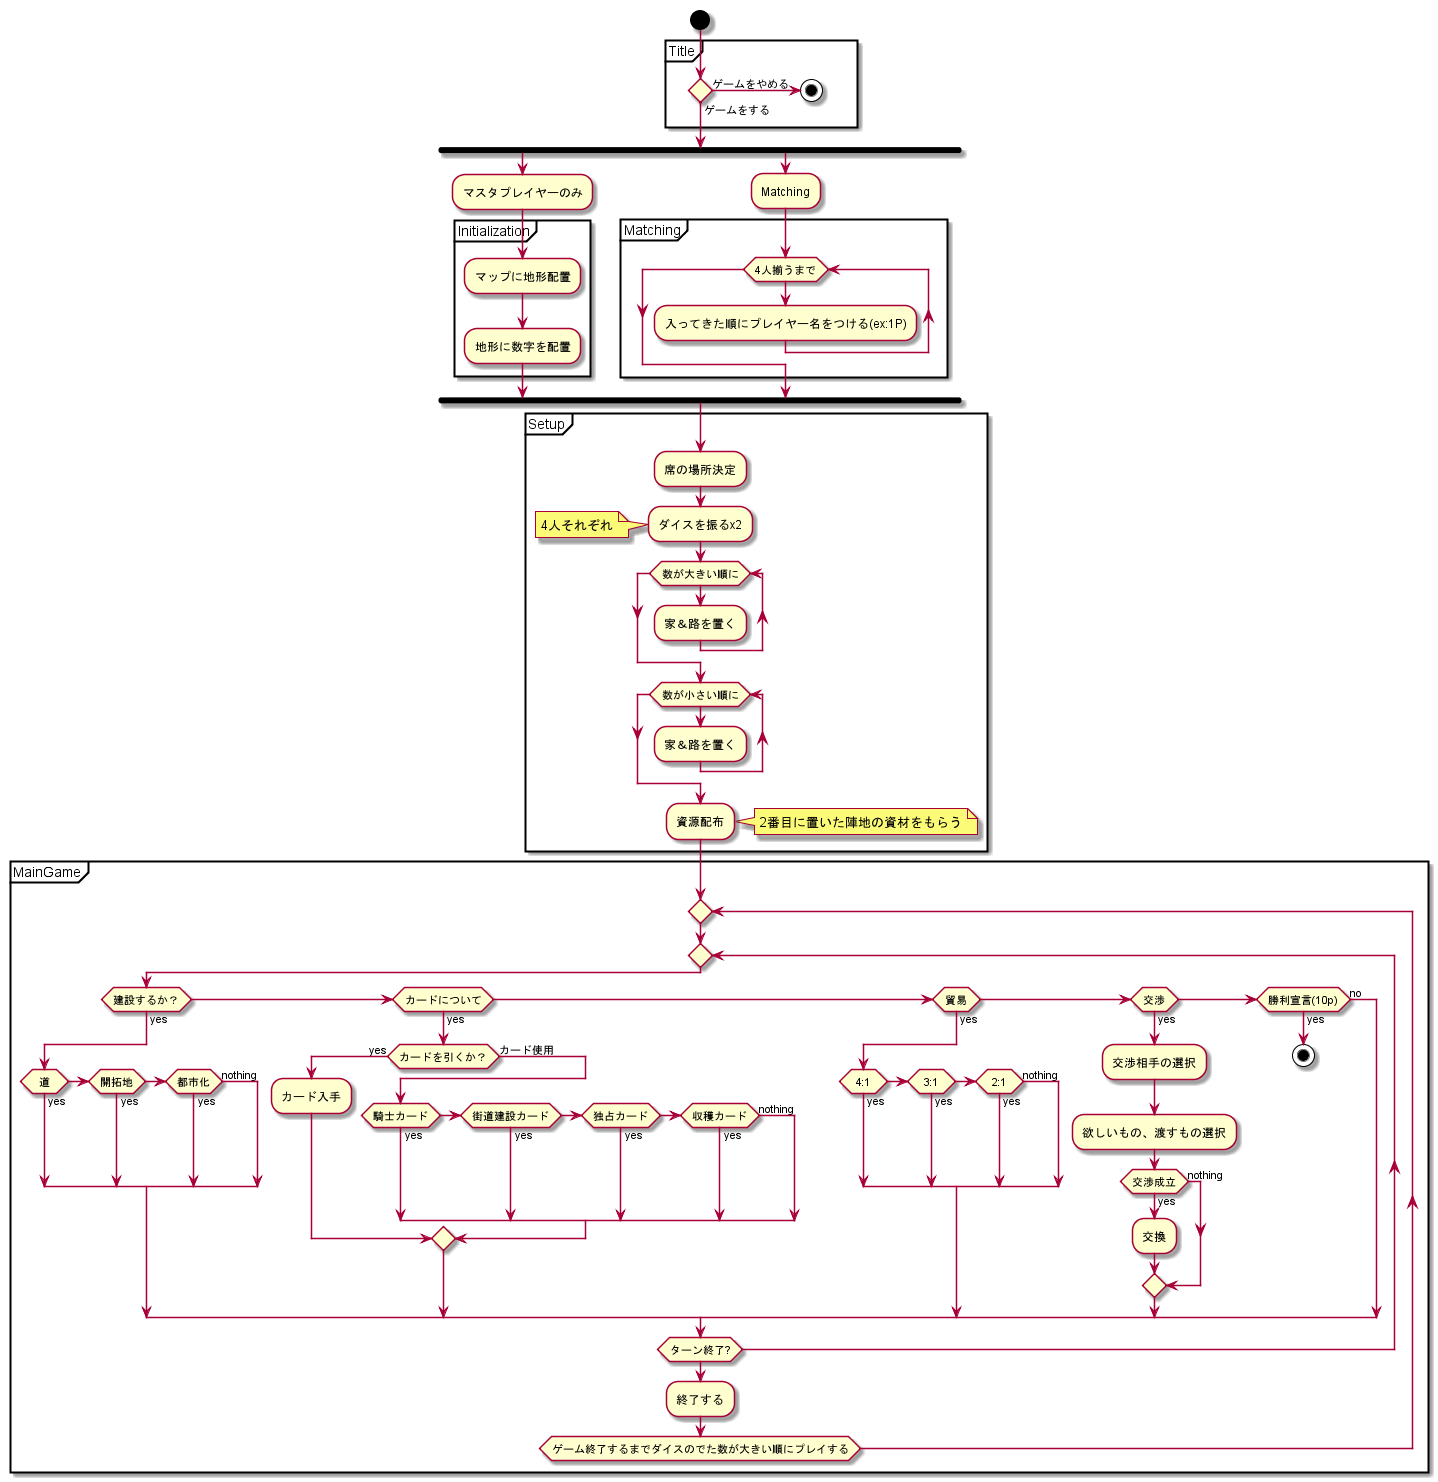 Title
ゲームをやめる
ゲームをする
マスタプレイヤーのみ
Matching
Initialization
Matching
マップに地形配置
4人揃うまで
入ってきた順にプレイヤー名をつける(ex:1P)
地形に数字を配置
Setup
席の場所決定
4人それぞれ
ダイスを振るx2
数が大きい順に
家＆路を置く
数が小さい順に
家＆路を置く
資源配布
2番目に置いた陣地の資材をもらう
MainGame
建設するか？
yes
カードについて
yes
貿易
yes
交渉
yes
勝利宣言(10p)
no
yes
道
yes
開拓地
yes
都市化
nothing
yes
カードを引くか？
yes
カード使用
カード入手
騎士カード
yes
街道建設カード
yes
独占カード
yes
収穫カード
nothing
yes
4:1
yes
3:1
yes
2:1
nothing
yes
交渉相手の選択
欲しいもの、渡すもの選択
交渉成立
nothing
yes
交換
ターン終了?
終了する
ゲーム終了するまでダイスのでた数が大きい順にプレイする